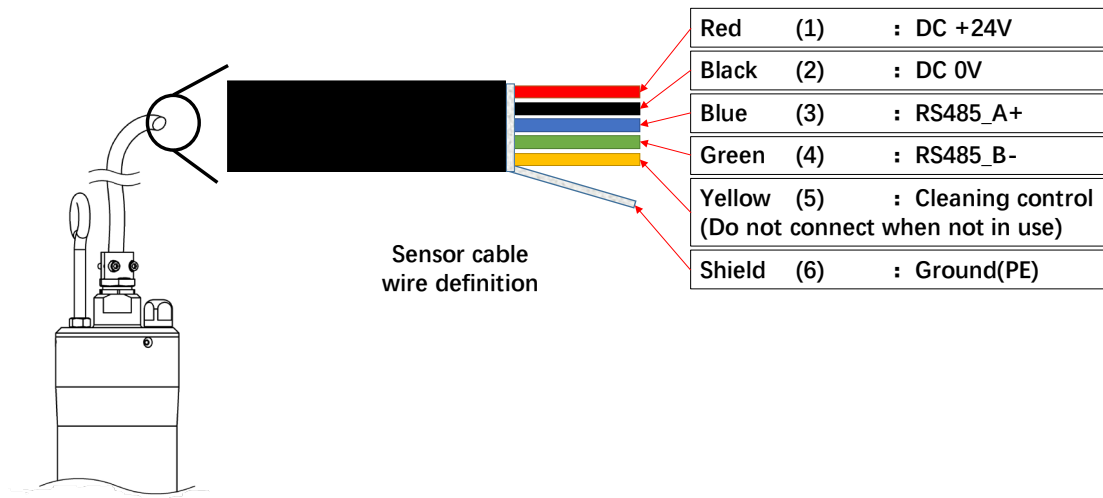 Red (1) : DC +24V
Black (2) : DC 0V
Blue (3) : RS485_A+
Green (4) : RS485_B-
Yellow (5) : Cleaning control
(Do not connect when not in use)
Shield (6) : Ground(PE)
Sensor cable
wire definition